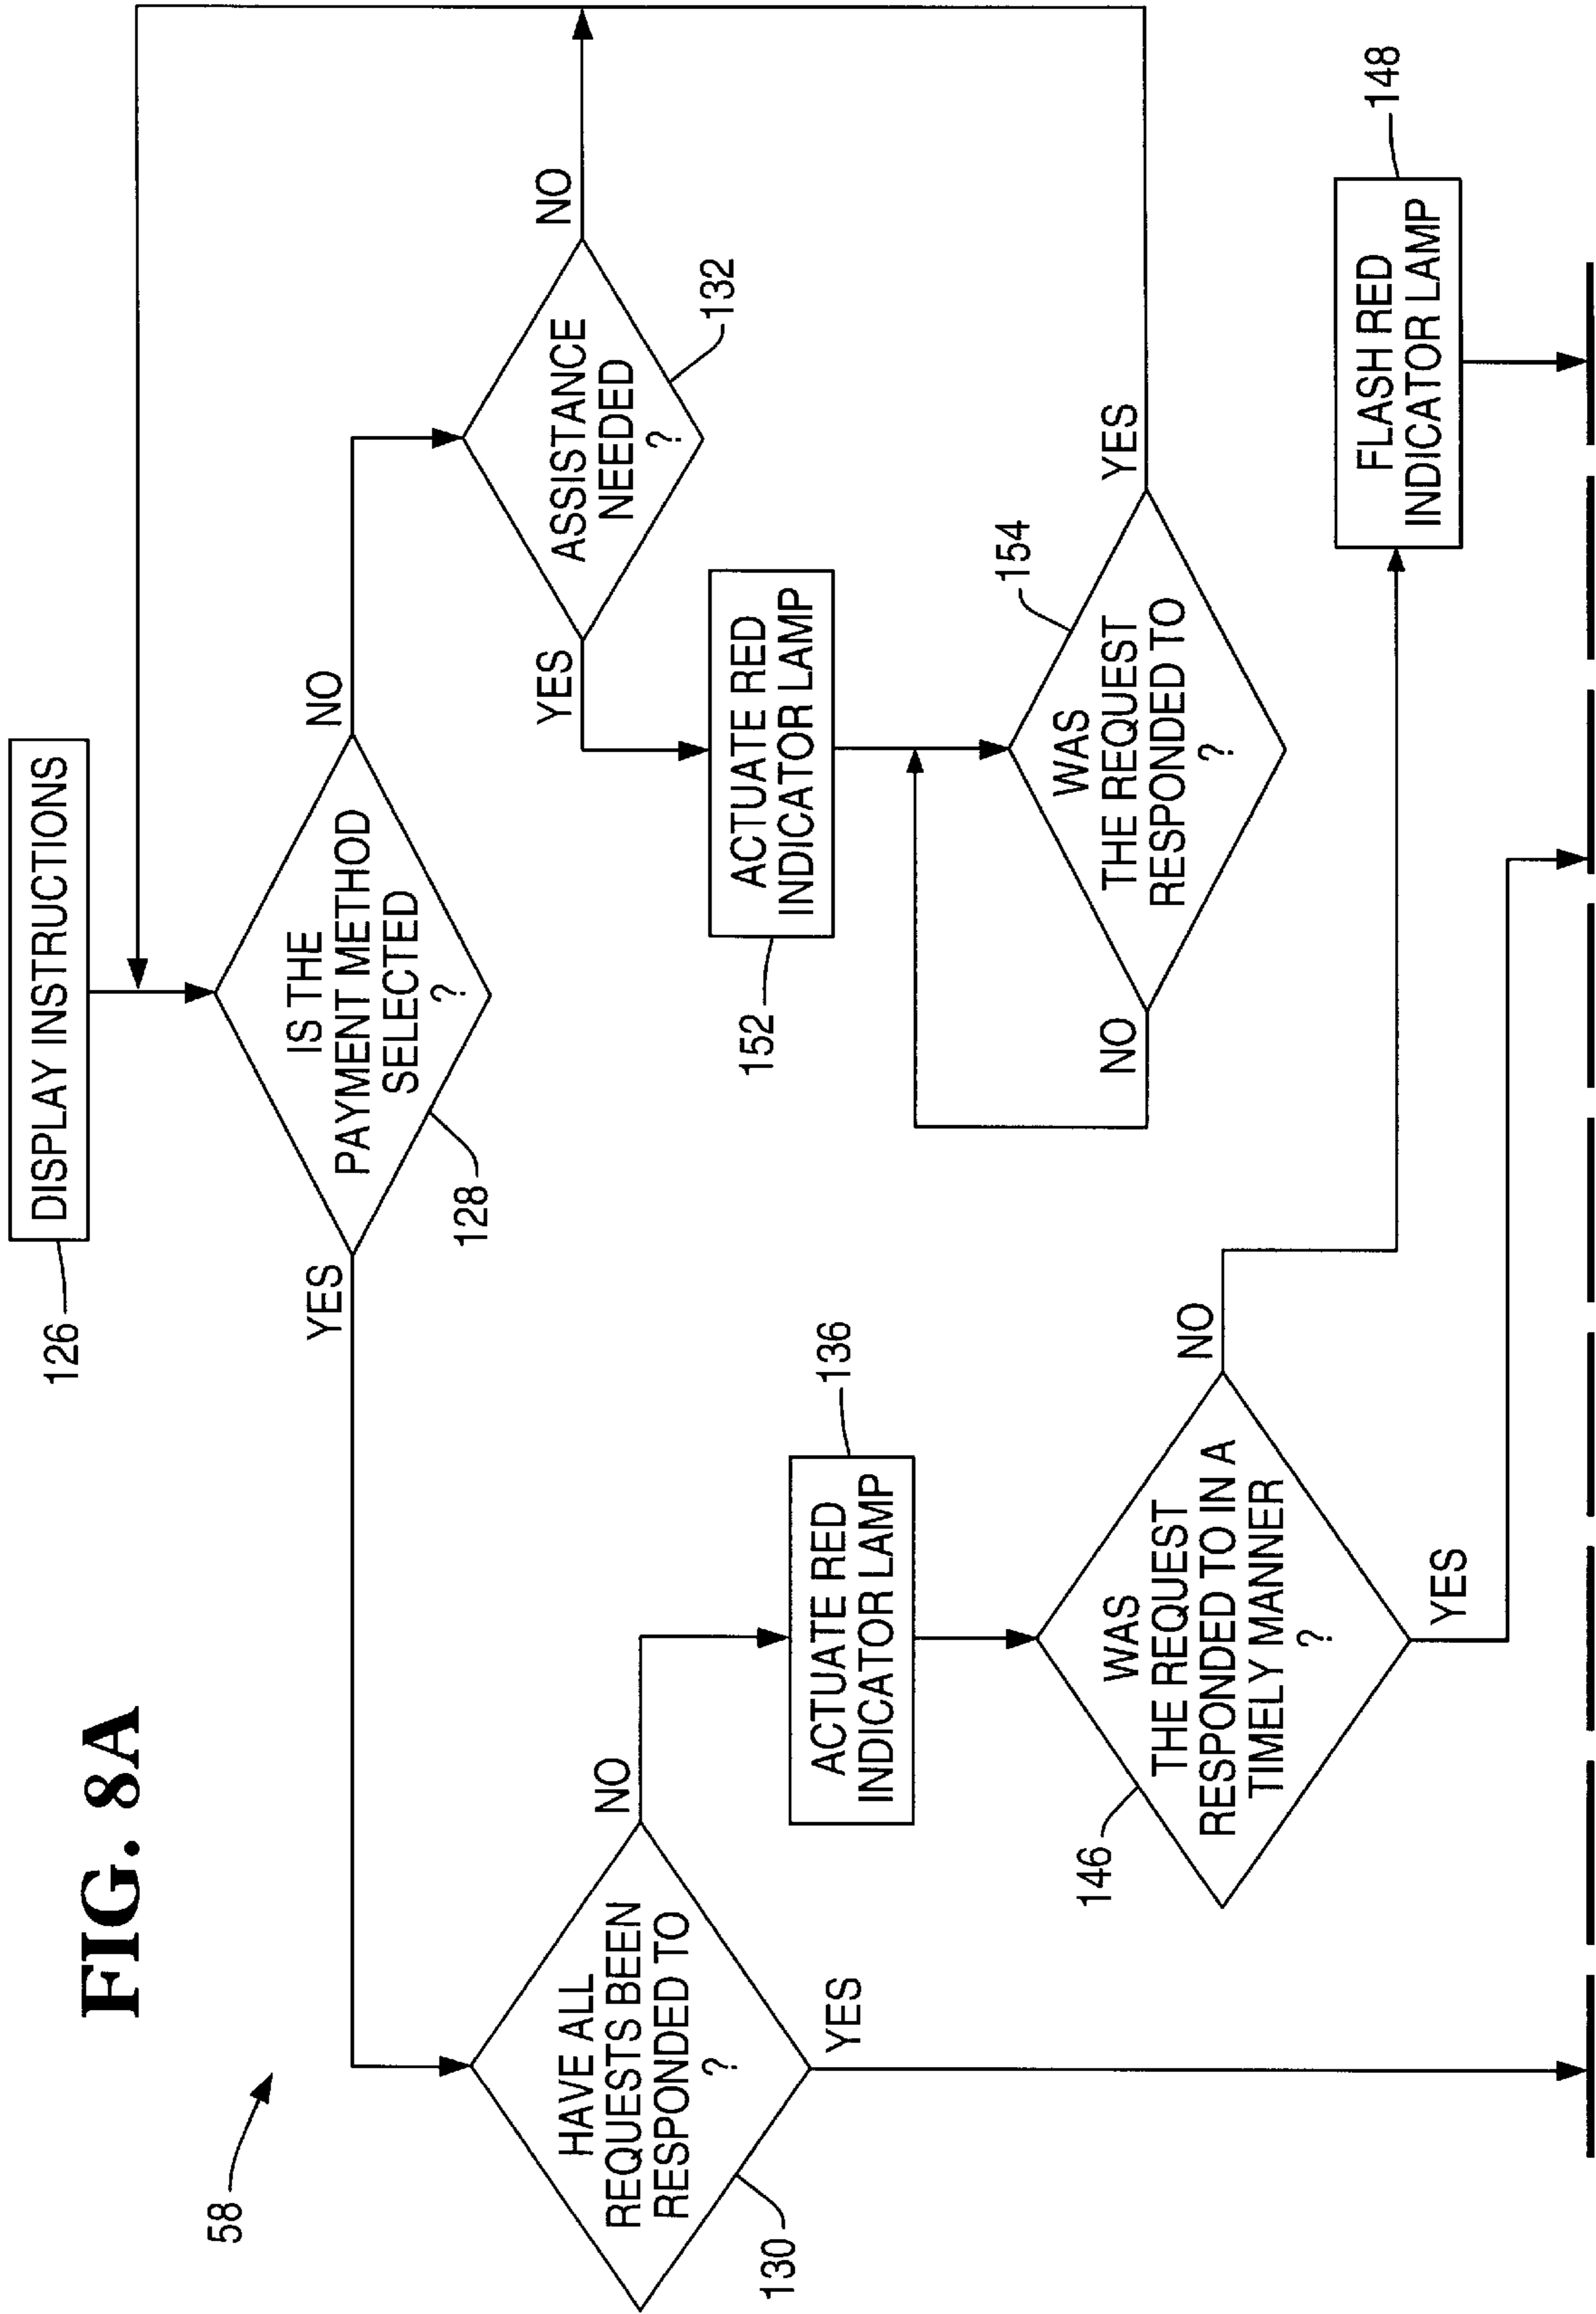 FIG. 8A
58
126
DISPLAY INSTRUCTIONS
IS THE
PAYMENT METHOD
SELECTED
?
128
YES
NO
HAVE ALL
REQUESTS BEEN
RESPONDED TO
?
130
NO
YES
ASSISTANCE
NEEDED
?
132
YES
NO
ACTUATE RED
INDICATOR LAMP
152
ACTUATE RED
INDICATOR LAMP
136
WAS
THE REQUEST
RESPONDED TO
?
154
NO
YES
WAS
THE REQUEST
RESPONDED TO IN A
TIMELY MANNER
?
146
NO
YES
FLASH RED
INDICATOR LAMP
148